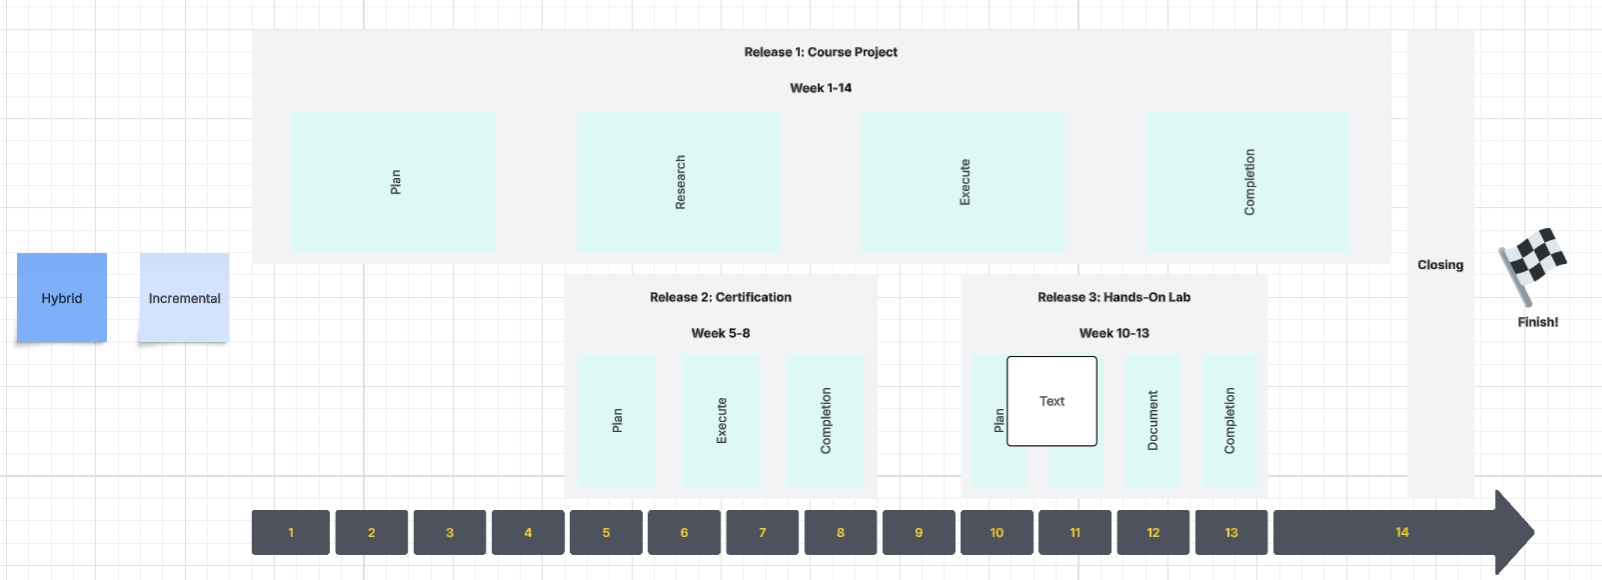 Release 1: Course Project
Week 1-14
Plan
Research
Execute
Completion
Closing
Hybrid
Incremental
Finish!
Release 2: Certification
Week 5-8
Plan
Execute
Completion
Release 3: Hands-On Lab
Week 10-13
Plan
Text
Document
Completion
1
2
3
4
5
6
7
8
9
10
11
12
13
14